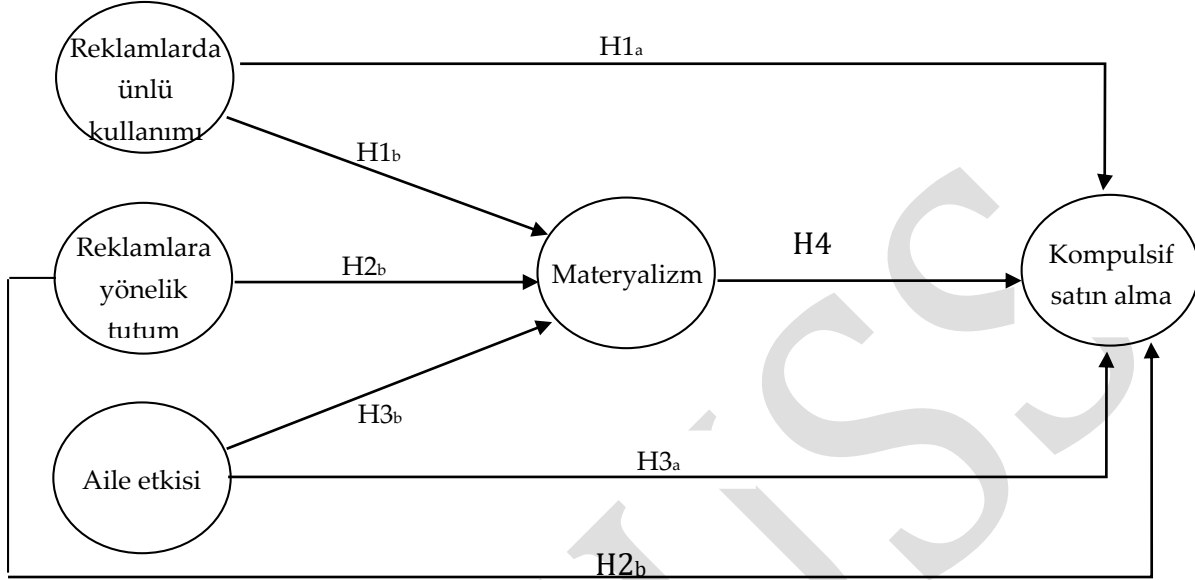 Reklamlarda
ünlü
kullanımı
H1a
H1b
Reklamlara
yönelik
tutum
H2b
Materyalizm
H4
Kompulsif
satın alma
H3b
Aile etkisi
H3a
H2b